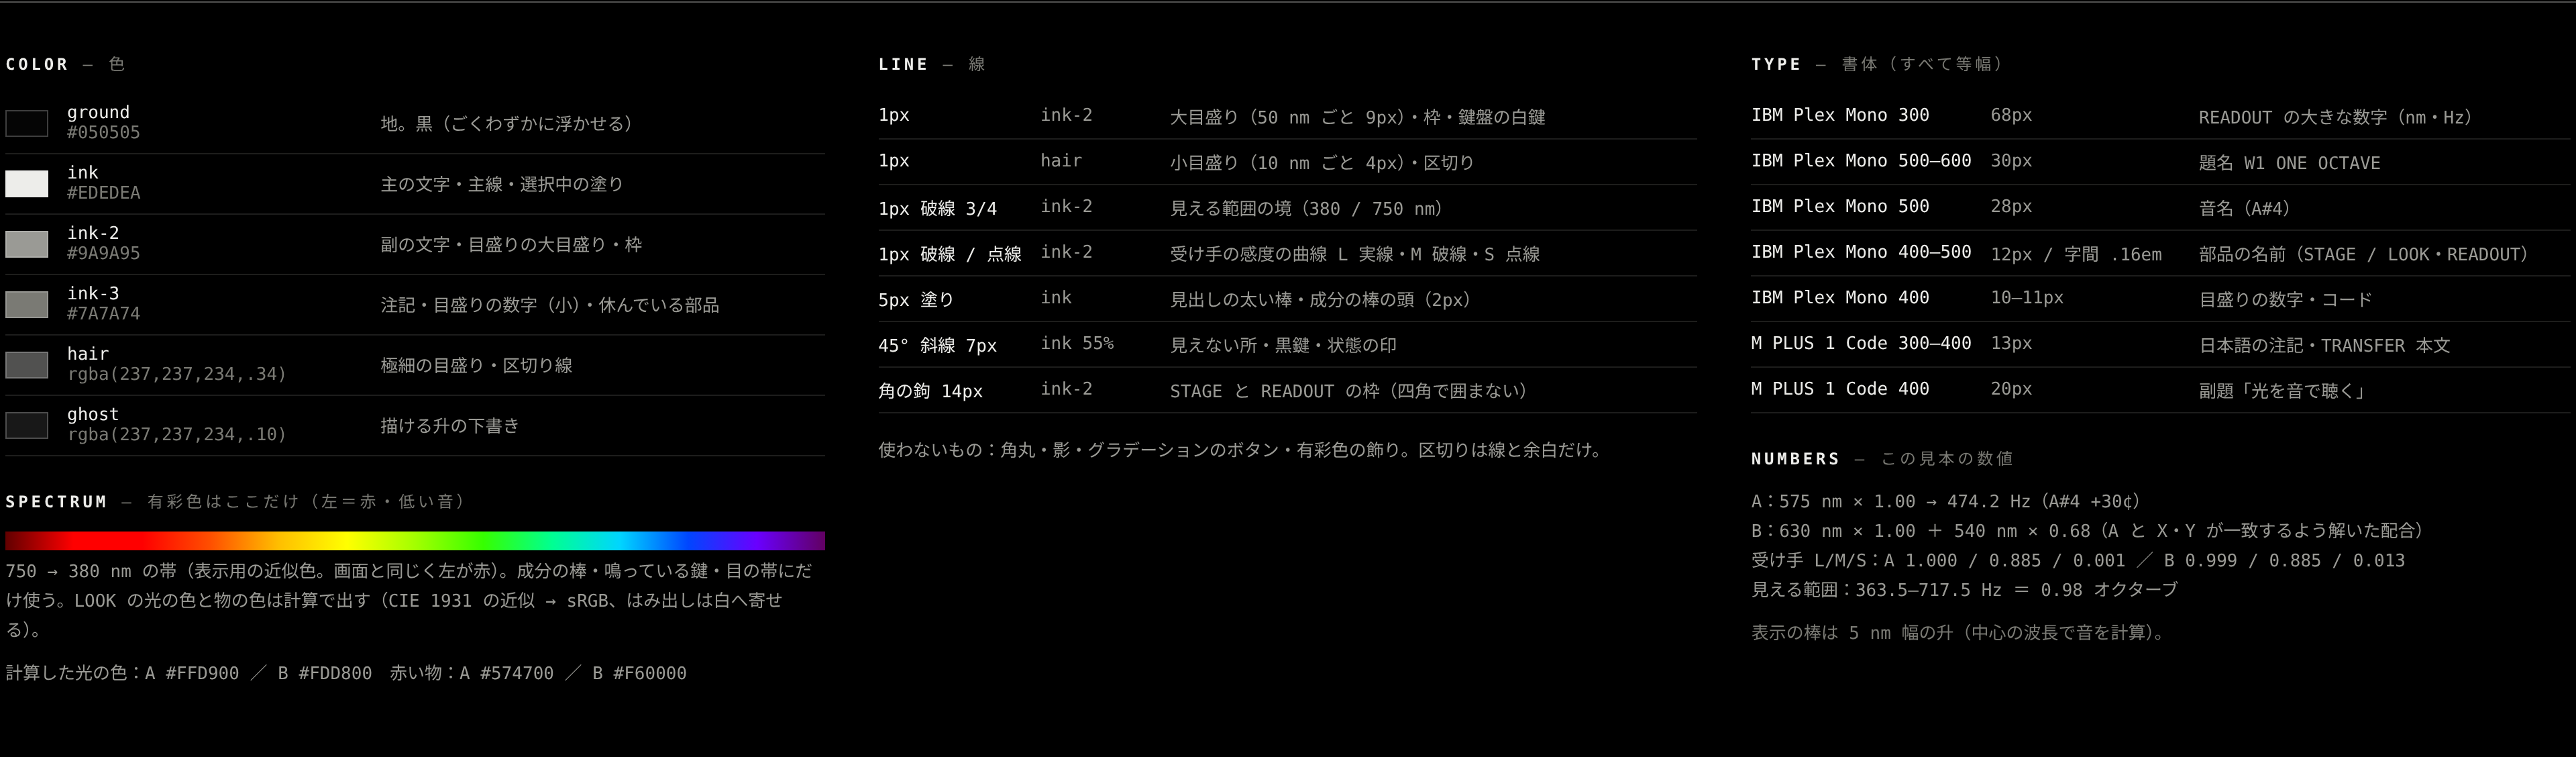 COLOR — 色
ground
#050505
地。黒（ごくわずかに浮かせる）
ink
#EDEDEA
主の文字・主線・選択中の塗り
ink-2
#9A9A95
副の文字・目盛りの大目盛り・枠
ink-3
#7A7A74
注記・目盛りの数字（小）・休んでいる部品
hair
rgba(237,237,234,.34)
極細の目盛り・区切り線
ghost
rgba(237,237,234,.10)
描ける升の下書き
SPECTRUM — 有彩色はここだけ（左＝赤・低い音）
750 → 380 nm の帯（表示用の近似色。画面と同じく左が赤）。成分の棒・鳴っている鍵・目の帯にだ
け使う。LOOK の光の色と物の色は計算で出す（CIE 1931 の近似 → sRGB、はみ出しは白へ寄せ
る）。
計算した光の色：A #FFD900 ／ B #FDD800　赤い物：A #574700 ／ B #F60000
LINE — 線
1px ink-2 大目盛り（50 nm ごと 9px）・枠・鍵盤の白鍵
1px hair 小目盛り（10 nm ごと 4px）・区切り
1px 破線 3/4 ink-2 見える範囲の境（380 / 750 nm）
1px 破線 / 点線 ink-2 受け手の感度の曲線 L 実線・M 破線・S 点線
5px 塗り ink 見出しの太い棒・成分の棒の頭（2px）
45° 斜線 7px ink 55% 見えない所・黒鍵・状態の印
角の鉤 14px ink-2 STAGE と READOUT の枠（四角で囲まない）
使わないもの：角丸・影・グラデーションのボタン・有彩色の飾り。区切りは線と余白だけ。
TYPE — 書体（すべて等幅）
IBM Plex Mono 300 68px READOUT の大きな数字（nm・Hz）
IBM Plex Mono 500–600 30px 題名 W1 ONE OCTAVE
IBM Plex Mono 500 28px 音名（A#4）
IBM Plex Mono 400–500 12px / 字間 .16em 部品の名前（STAGE / LOOK・READOUT）
IBM Plex Mono 400 10–11px 目盛りの数字・コード
M PLUS 1 Code 300–400 13px 日本語の注記・TRANSFER 本文
M PLUS 1 Code 400 20px 副題「光を音で聴く」
NUMBERS — この見本の数値
A：575 nm × 1.00 → 474.2 Hz（A#4 +30¢）
B：630 nm × 1.00 ＋ 540 nm × 0.68（A と X・Y が一致するよう解いた配合）
受け手 L/M/S：A 1.000 / 0.885 / 0.001 ／ B 0.999 / 0.885 / 0.013
見える範囲：363.5–717.5 Hz ＝ 0.98 オクターブ
表示の棒は 5 nm 幅の升（中心の波長で音を計算）。